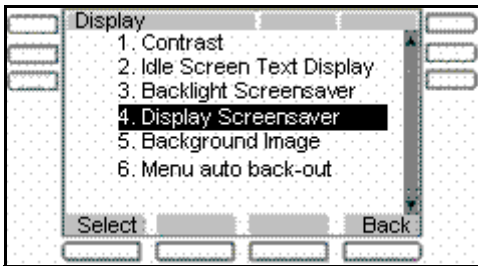 Display
1. Contrast
2. Idle Screen Text Display
3. Backlight Screensaver
4. Display Screensaver
5. Background Image
6. Menu auto back-out
Select Back